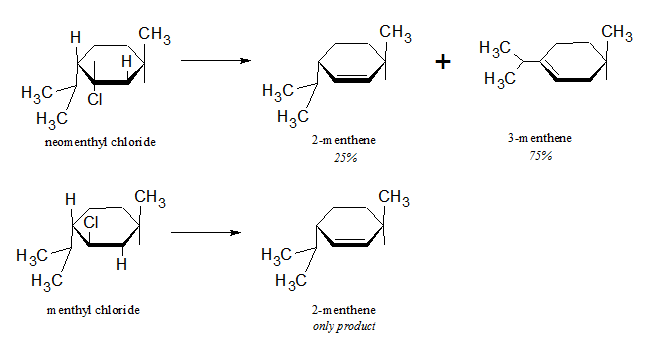 H
CH3
H
H3C
H3C
Cl
neomenthyl chloride
CH3
H3C
H3C
2-menthene
25%
+
CH3
H3C
H3C
3-menthene
75%
H
Cl
CH3
H3C
H3C
H
menthyl chloride
CH3
H3C
H3C
2-menthene
only product